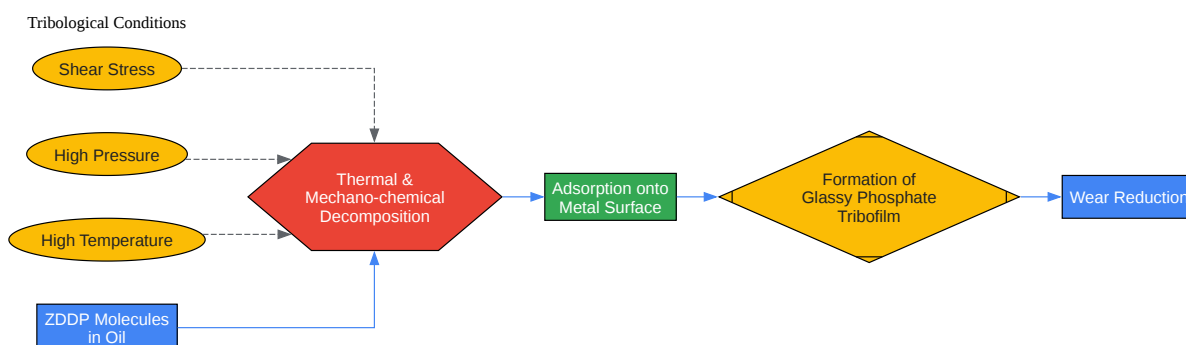 Tribological Conditions
Shear Stress
High Pressure
High Temperature
ZDDP Molecules
in Oil
Thermal &
Mechano-chemical
Decomposition
Adsorption onto
Metal Surface
Formation of
Glassy Phosphate
Tribofilm
Wear Reduction